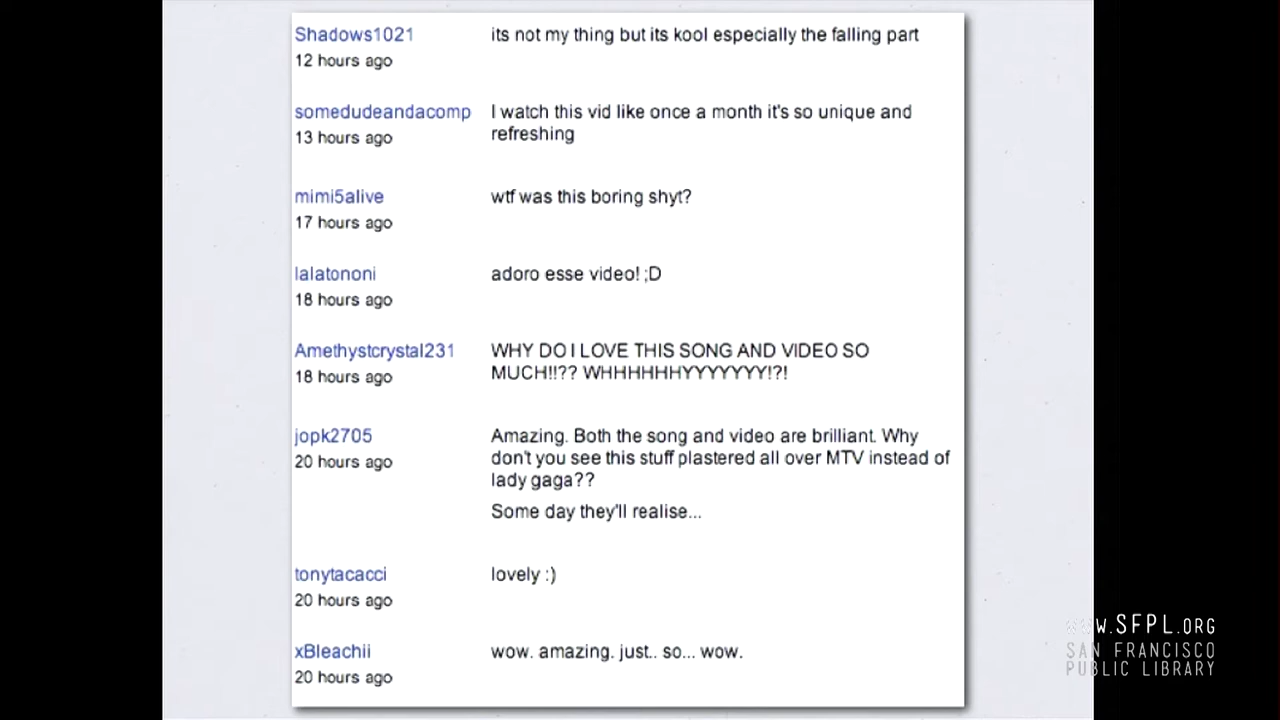 Shadows1021 its not my thing but its kool especially the falling part
12 hours ago
somedudeandacomp I watch this vid like once a month it's so unique and
13 hours ago refreshing
mimi5alive wtf was this boring shyt?
17 hours ago
lalatononi adoro esse video! ;D
18 hours ago
Amethystcrystal231 WHY DO I LOVE THIS SONG AND VIDEO SO
18 hours ago MUCH!!?? WHHHHHHYYYYYYY!?!
jopk2705 Amazing. Both the song and video are brilliant. Why
20 hours ago don't you see this stuff plastered all over MTV instead of
lady gaga??
Some day they'll realise...
tonytacacci lovely :)
20 hours ago
xBleachii wow. amazing. just.. so... wow.
20 hours ago
www.SFPL.ORG
SAN FRANCISCO
PUBLIC LIBRARY